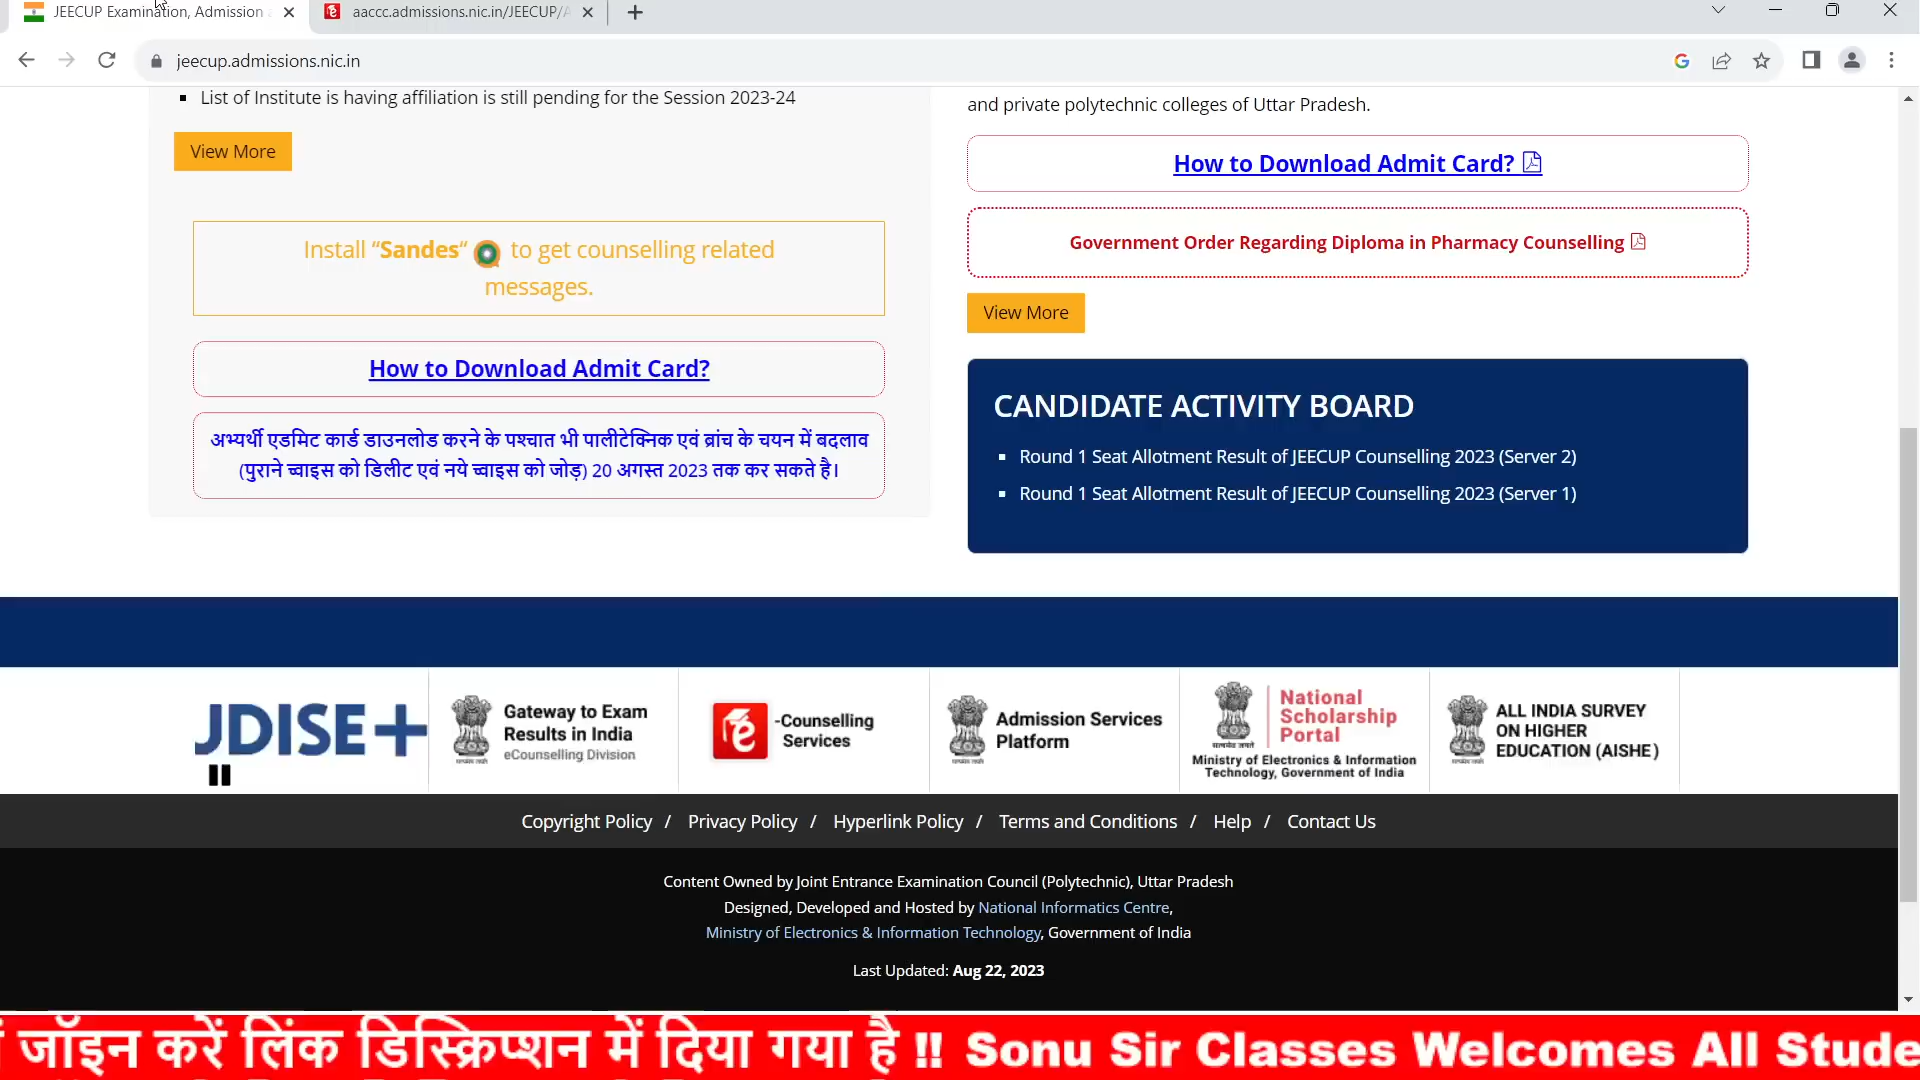 JEECUP Examination, Admission a
aaccc.admissions.nic.in/JEECUP/A
jeecup.admissions.nic.in
List of Institute is having affiliation is still pending for the Session 2023-24
View More
Install “Sandes“ to get counselling related
messages.
How to Download Admit Card?
अभ्यर्थी एडमिट कार्ड डाउनलोड करने के पश्चात भी पालीटेक्निक एवं ब्रांच के चयन में बदलाव
(पुराने च्वाइस को डिलीट एवं नये च्वाइस को जोड़) 20 अगस्त 2023 तक कर सकते है।
and private polytechnic colleges of Uttar Pradesh.
How to Download Admit Card?
Government Order Regarding Diploma in Pharmacy Counselling
View More
CANDIDATE ACTIVITY BOARD
Round 1 Seat Allotment Result of JEECUP Counselling 2023 (Server 2)
Round 1 Seat Allotment Result of JEECUP Counselling 2023 (Server 1)
JDISE+
Gateway to Exam
Results in India
eCounselling Division
e
-Counselling
Services
Admission Services
Platform
National
Scholarship
Portal
Ministry of Electronics & Information
Technology, Government of India
ALL INDIA SURVEY
ON HIGHER
EDUCATION (AISHE)
Copyright Policy / Privacy Policy / Hyperlink Policy / Terms and Conditions / Help / Contact Us
Content Owned by Joint Entrance Examination Council (Polytechnic), Uttar Pradesh
Designed, Developed and Hosted by National Informatics Centre,
Ministry of Electronics & Information Technology, Government of India
Last Updated: Aug 22, 2023
जॉइन करें लिंक डिस्क्रिप्शन में दिया गया है !! Sonu Sir Classes Welcomes All Stude